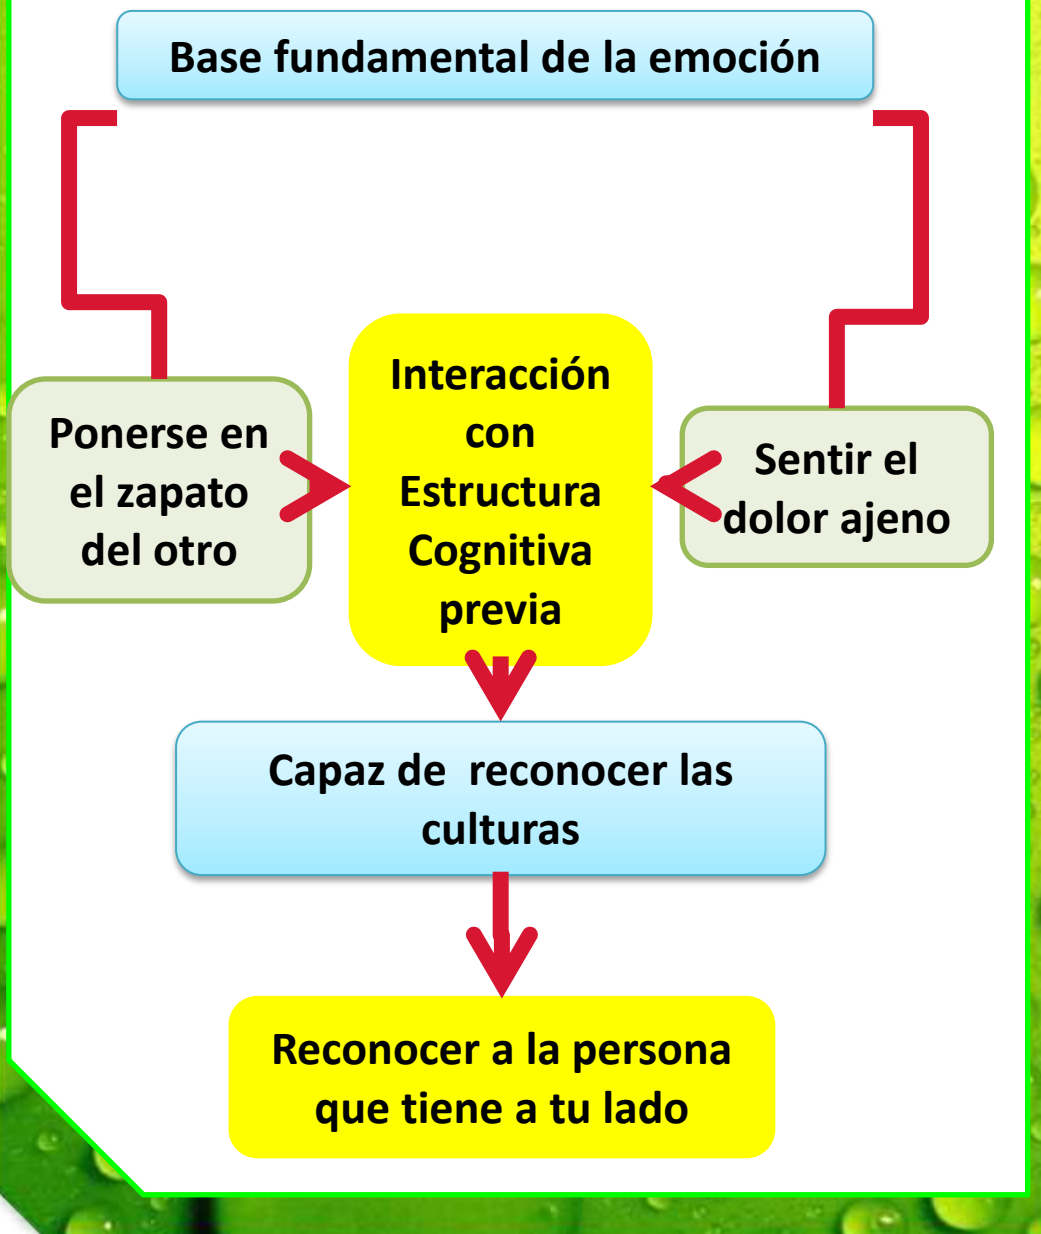 Base fundamental de la emoción
Ponerse en
el zapato
del otro
Interacción
con
Estructura
Cognitiva
previa
Sentir el
dolor ajeno
Capaz de  reconocer las
culturas
Reconocer a la persona
que tiene a tu lado